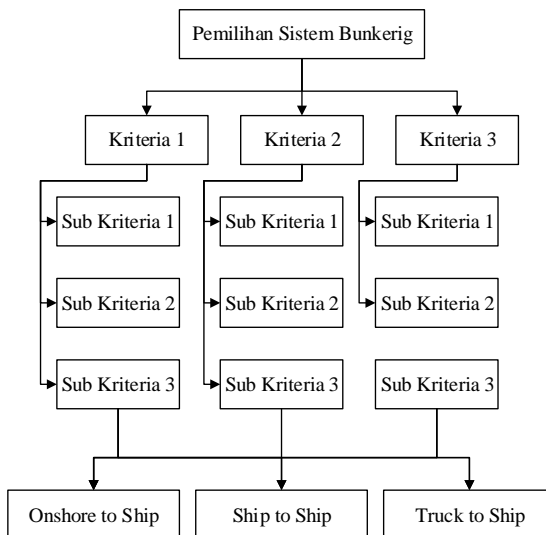 Pemilihan Sistem Bunkerig
Kriteria 1
Kriteria 2
Kriteria 3
Sub Kriteria 1
Sub Kriteria 1
Sub Kriteria 1
Sub Kriteria 2
Sub Kriteria 2
Sub Kriteria 2
Sub Kriteria 3
Sub Kriteria 3
Sub Kriteria 3
Onshore to Ship
Ship to Ship
Truck to Ship